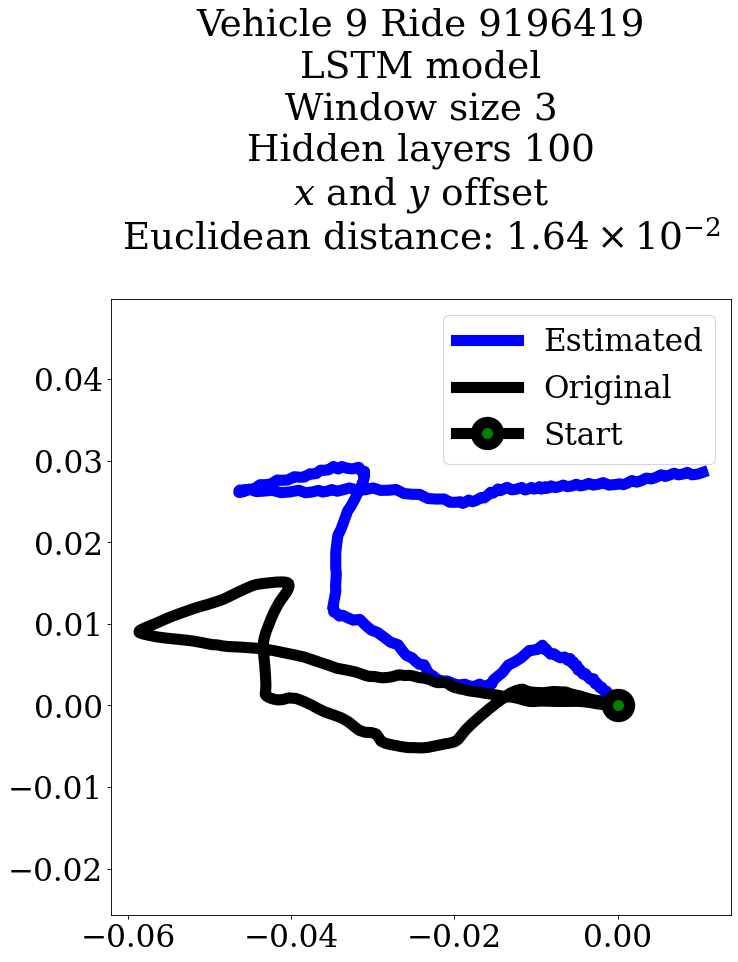 Vehicle 9 Ride 9196419
LSTM model
Window size 3
Hidden layers 100
x and y offset
Euclidean distance: 1.64 × 10⁻²
Estimated
Original
Start
0.04
0.03
0.02
0.01
0.00
−0.01
−0.02
−0.06 −0.04 −0.02 0.00